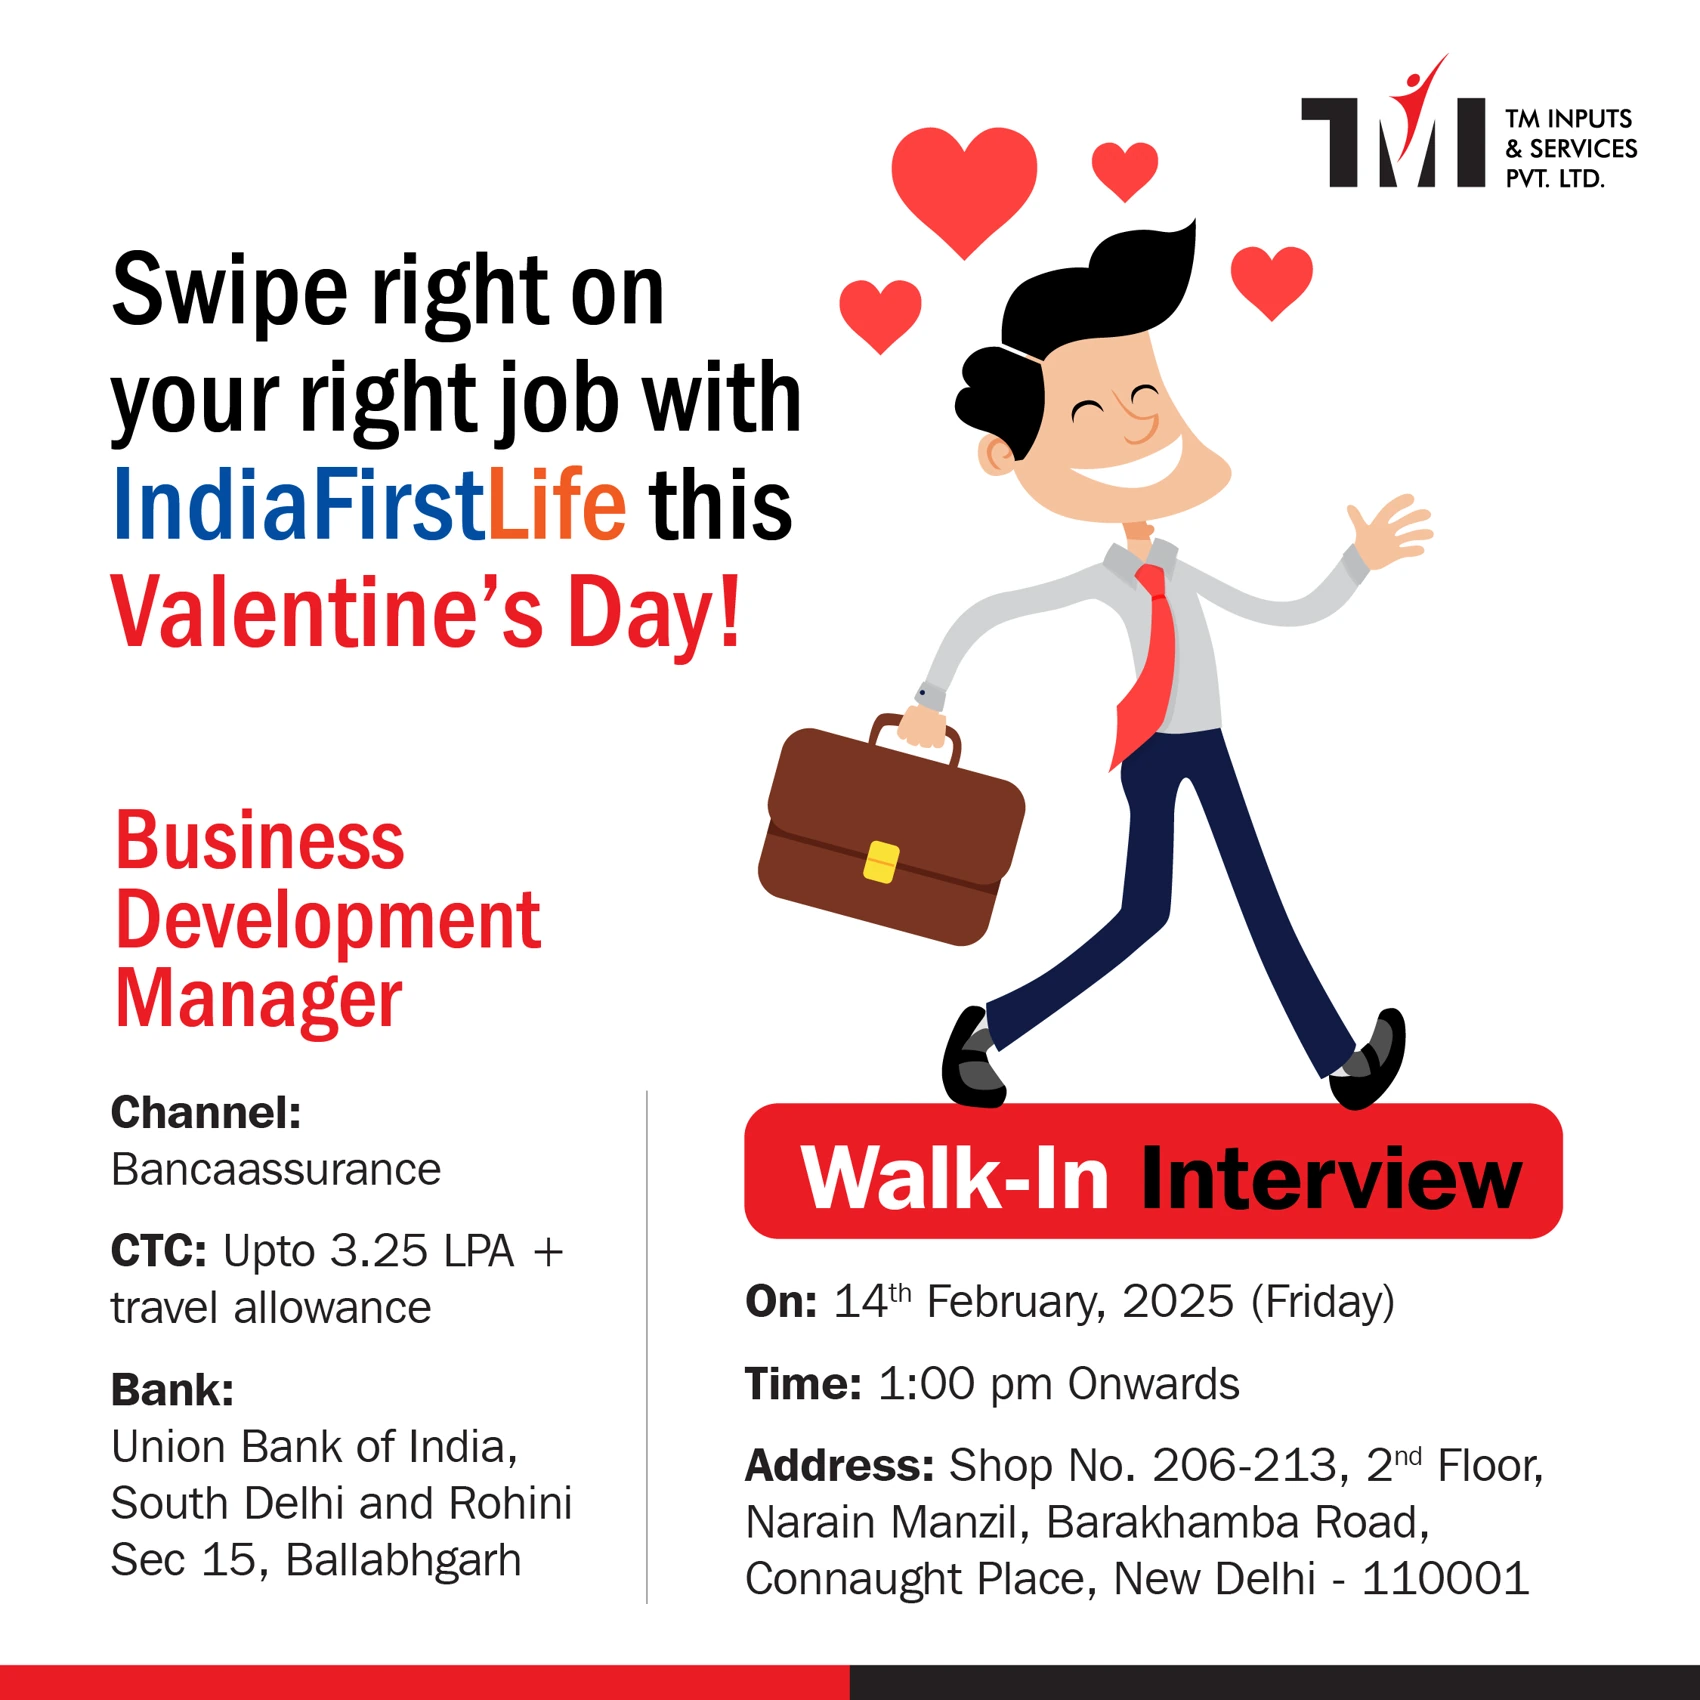 TMI
TM INPUTS
& SERVICES
PVT. LTD.
Swipe right on
your right job with
IndiaFirstLife this
Valentine’s Day!
Business
Development
Manager
Channel:
Bancaassurance
CTC: Upto 3.25 LPA +
travel allowance
Bank:
Union Bank of India,
South Delhi and Rohini
Sec 15, Ballabhgarh
Walk-In Interview
On: 14th February, 2025 (Friday)
Time: 1:00 pm Onwards
Address: Shop No. 206-213, 2nd Floor,
Narain Manzil, Barakhamba Road,
Connaught Place, New Delhi - 110001